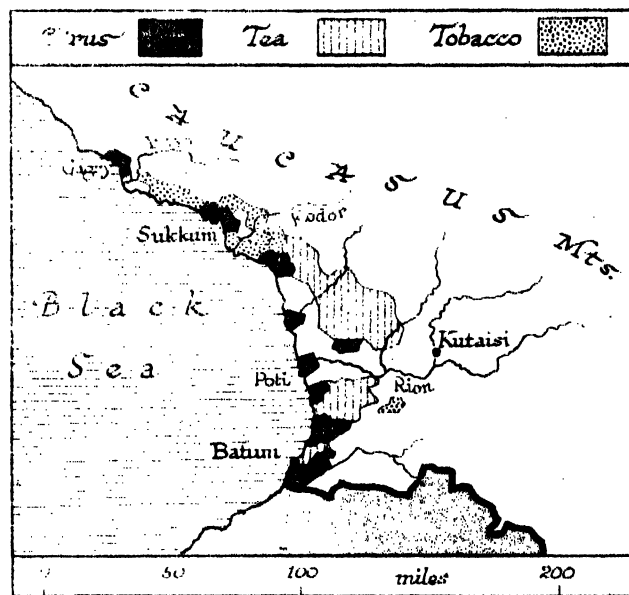 Tea Tobacco
CAUCASUS Mts.
Sukkum
Black
Sea
Kutaisi
Poti
Rion
Batum
50 100 miles 200